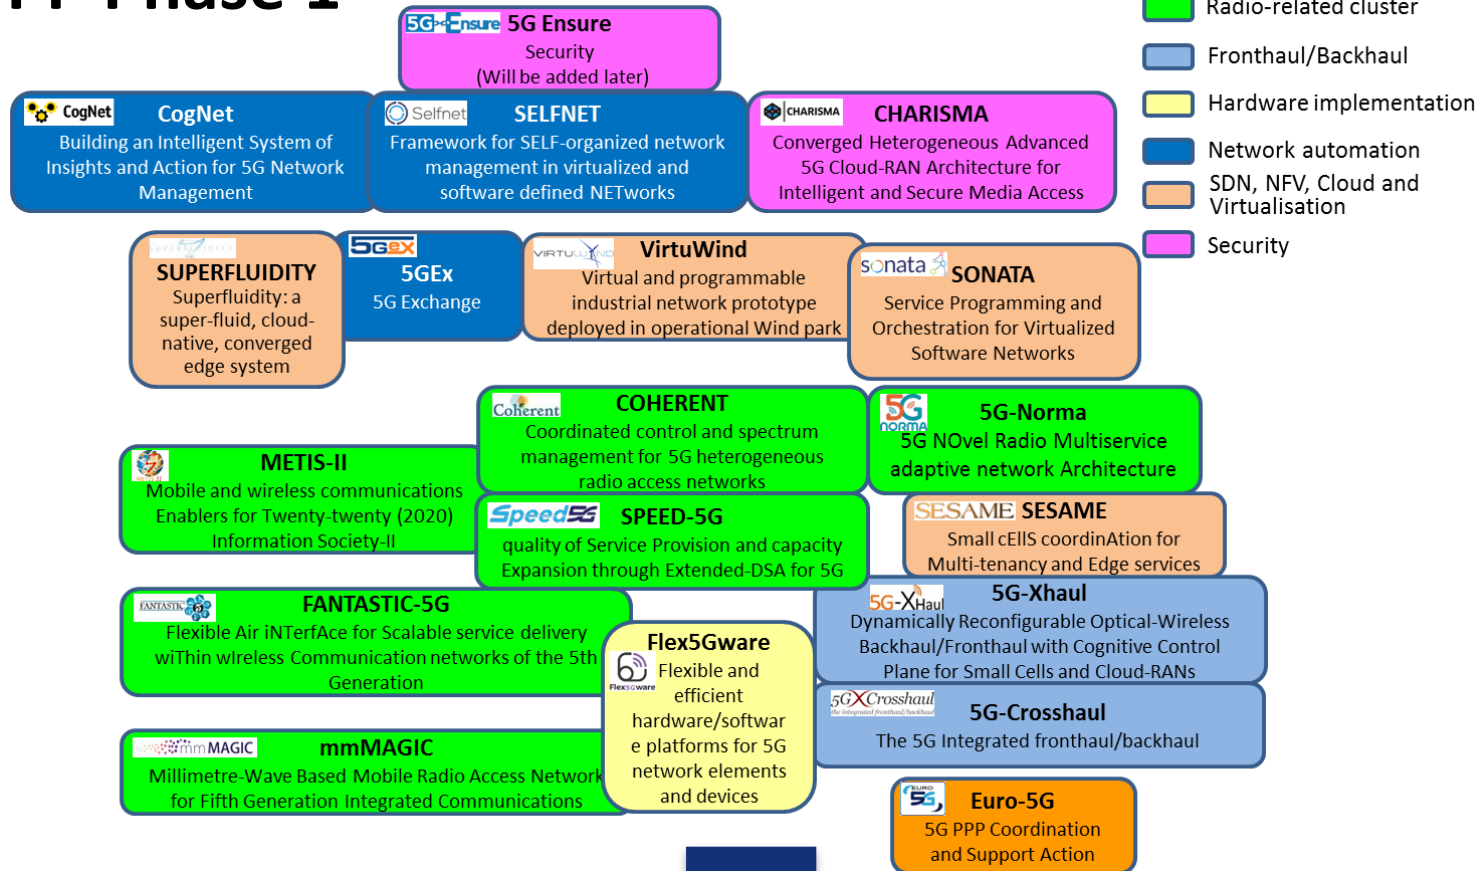 PP Phase 1
Radio-related cluster
Fronthaul/Backhaul
Hardware implementation
Network automation
SDN, NFV, Cloud and
Virtualisation
Security
5G Ensure 5G Ensure
Security
(Will be added later)
CogNet CogNet
Building an Intelligent System of
Insights and Action for 5G Network
Management
Selfnet SELFNET
Framework for SELF-organized network
management in virtualized and
software defined NETworks
CHARISMA CHARISMA
Converged Heterogeneous Advanced
5G Cloud-RAN Architecture for
Intelligent and Secure Media Access
SUPERFLUIDITY
SUPERFLUIDITY
Superfluidity: a
super-fluid, cloud-
native, converged
edge system
5GEX
5GEx
5G Exchange
VIRTUWIND VirtuWind
Virtual and programmable
industrial network prototype
deployed in operational Wind park
sonata SONATA
Service Programming and
Orchestration for Virtualized
Software Networks
Coherent COHERENT
Coordinated control and spectrum
management for 5G heterogeneous
radio access networks
5G NORMA 5G-Norma
5G NOvel Radio Multiservice
adaptive network Architecture
METIS-II
Mobile and wireless communications
Enablers for Twenty-twenty (2020)
Information Society-II
Speed5G SPEED-5G
quality of Service Provision and capacity
Expansion through Extended-DSA for 5G
SESAME SESAME
Small cEllS coordinAtion for
Multi-tenancy and Edge services
FANTASTIC 5G FANTASTIC-5G
Flexible Air iNTerfAce for Scalable service delivery
wiThin wIreless Communication networks of the 5th
Generation
Flex5Gware
Flex5Gware
Flexible and
efficient
hardware/softwar
e platforms for 5G
network elements
and devices
5G-XHaul 5G-Xhaul
Dynamically Reconfigurable Optical-Wireless
Backhaul/Fronthaul with Cognitive Control
Plane for Small Cells and Cloud-RANs
5GXCrosshaul
the integrated fronthaul/backhaul
5G-Crosshaul
The 5G Integrated fronthaul/backhaul
mmMAGIC mmMAGIC
Millimetre-Wave Based Mobile Radio Access Network
for Fifth Generation Integrated Communications
EURO 5G Euro-5G
5G PPP Coordination
and Support Action